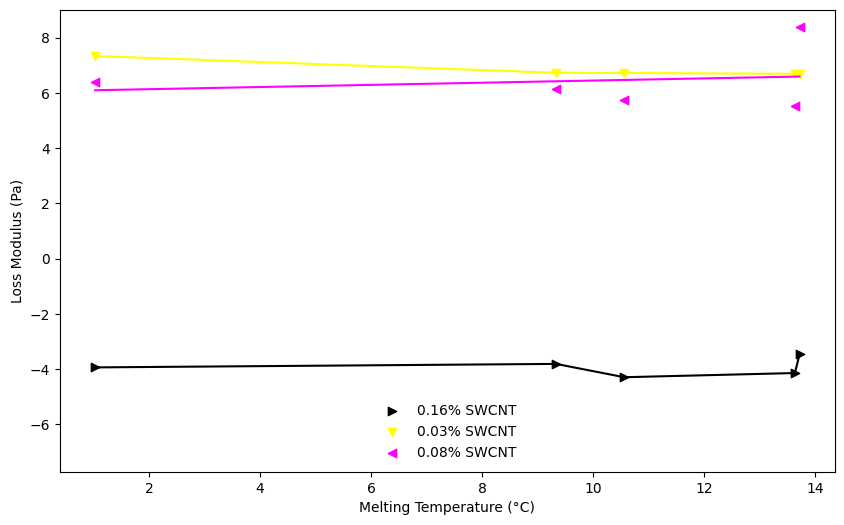 8
6
4
2
0
−2
−4
−6
Loss Modulus (Pa)
0.16% SWCNT
0.03% SWCNT
0.08% SWCNT
2 4 6 8 10 12 14
Melting Temperature (°C)